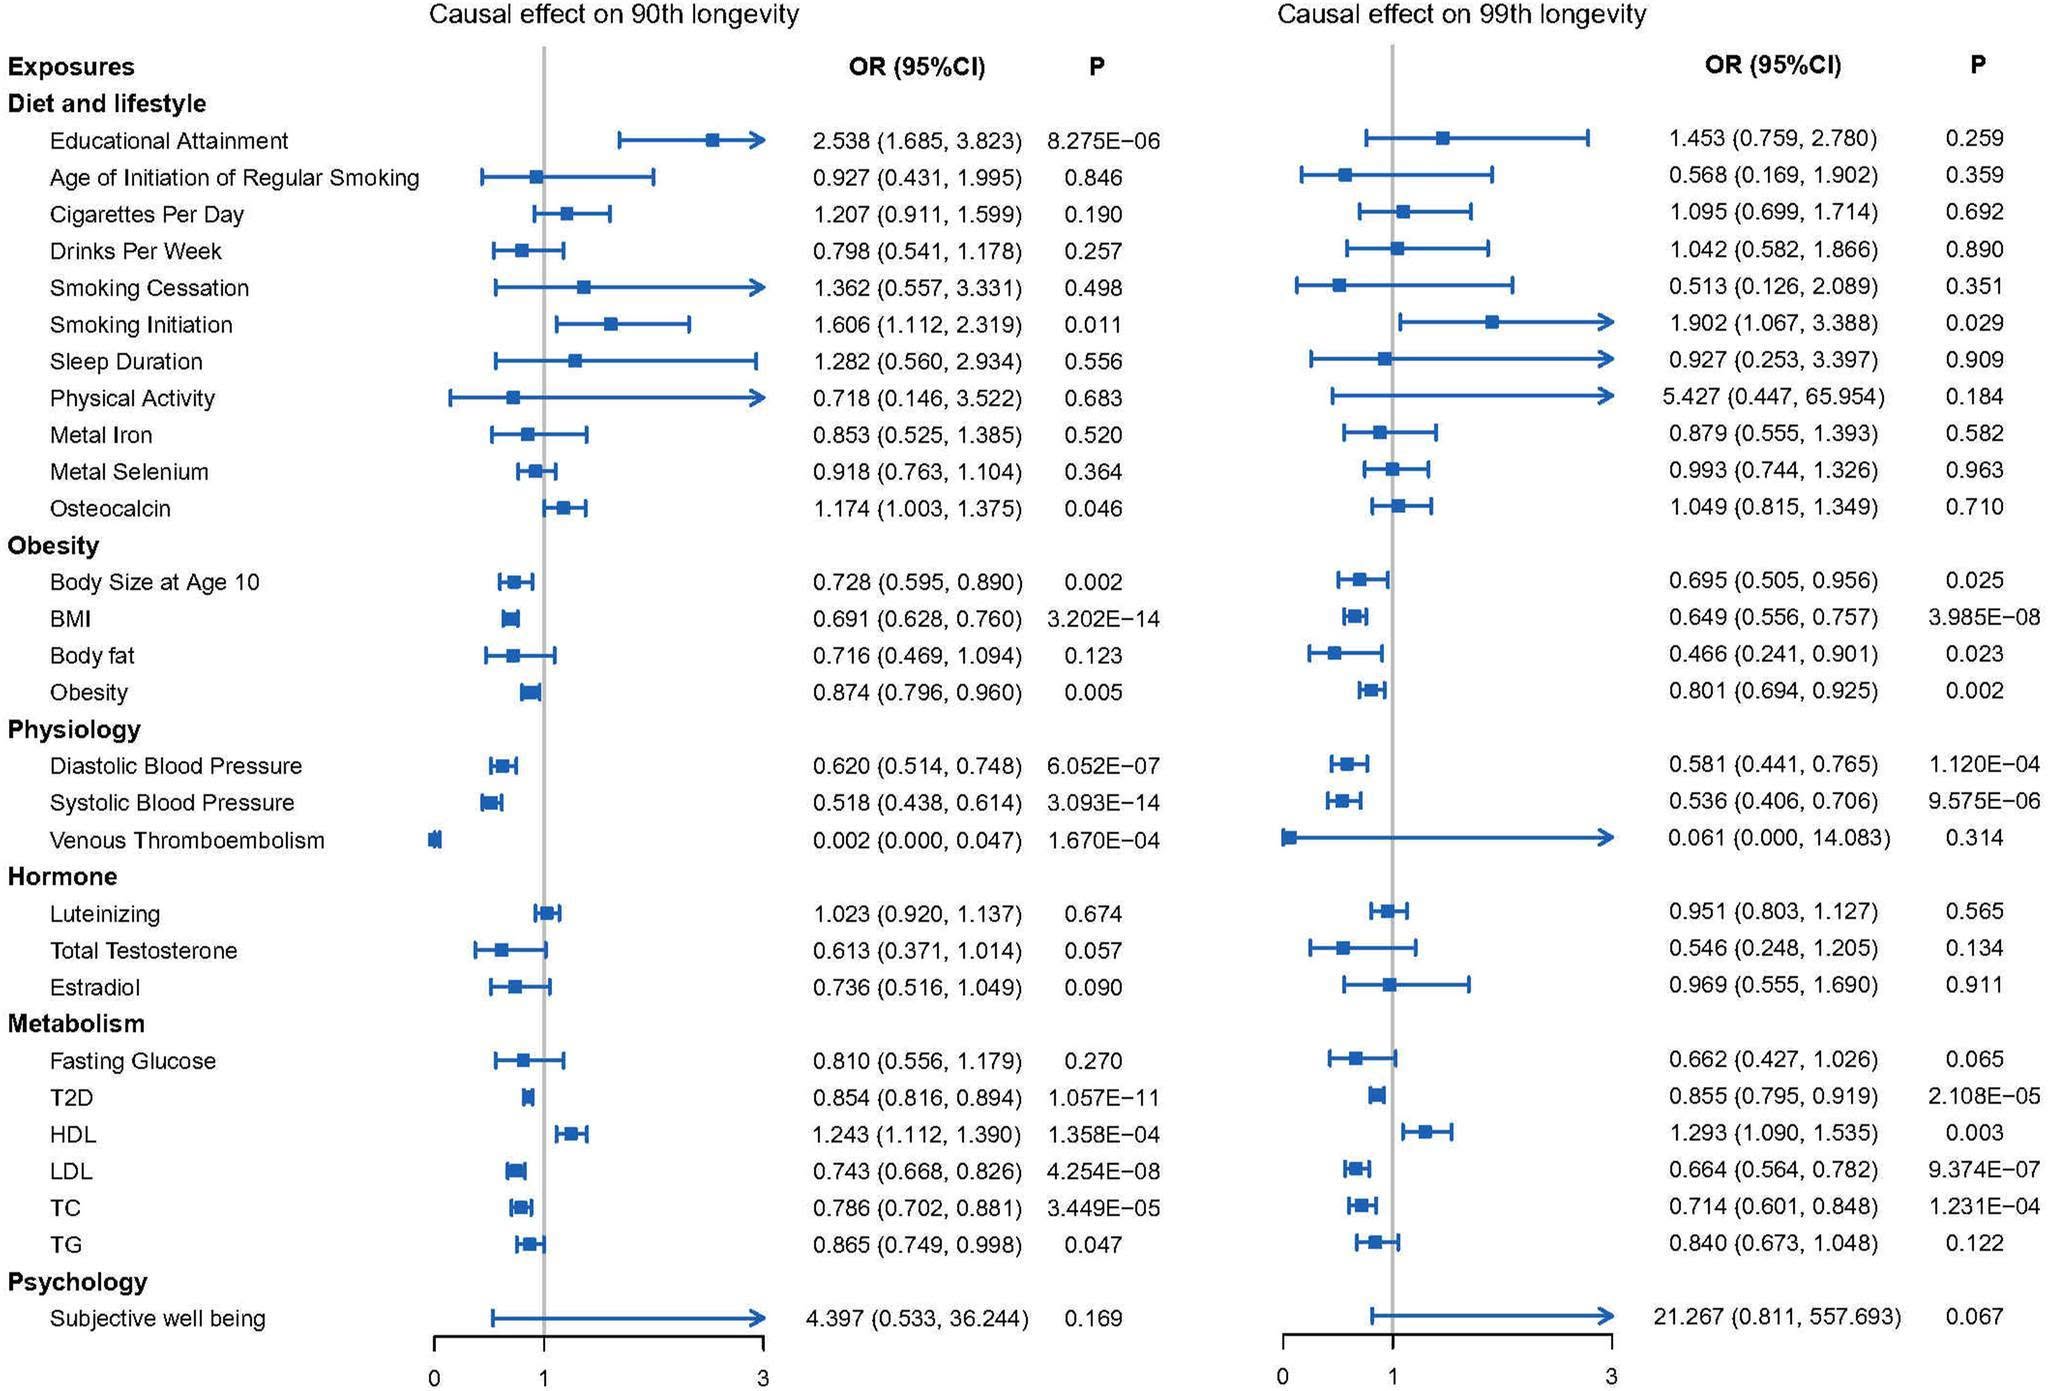 Causal effect on 90th longevity Causal effect on 99th longevity
Exposures OR (95%CI) P OR (95%CI) P
Diet and lifestyle
Educational Attainment 2.538 (1.685, 3.823) 8.275E−06 1.453 (0.759, 2.780) 0.259
Age of Initiation of Regular Smoking 0.927 (0.431, 1.995) 0.846 0.568 (0.169, 1.902) 0.359
Cigarettes Per Day 1.207 (0.911, 1.599) 0.190 1.095 (0.699, 1.714) 0.692
Drinks Per Week 0.798 (0.541, 1.178) 0.257 1.042 (0.582, 1.866) 0.890
Smoking Cessation 1.362 (0.557, 3.331) 0.498 0.513 (0.126, 2.089) 0.351
Smoking Initiation 1.606 (1.112, 2.319) 0.011 1.902 (1.067, 3.388) 0.029
Sleep Duration 1.282 (0.560, 2.934) 0.556 0.927 (0.253, 3.397) 0.909
Physical Activity 0.718 (0.146, 3.522) 0.683 5.427 (0.447, 65.954) 0.184
Metal Iron 0.853 (0.525, 1.385) 0.520 0.879 (0.555, 1.393) 0.582
Metal Selenium 0.918 (0.763, 1.104) 0.364 0.993 (0.744, 1.326) 0.963
Osteocalcin 1.174 (1.003, 1.375) 0.046 1.049 (0.815, 1.349) 0.710
Obesity
Body Size at Age 10 0.728 (0.595, 0.890) 0.002 0.695 (0.505, 0.956) 0.025
BMI 0.691 (0.628, 0.760) 3.202E−14 0.649 (0.556, 0.757) 3.985E−08
Body fat 0.716 (0.469, 1.094) 0.123 0.466 (0.241, 0.901) 0.023
Obesity 0.874 (0.796, 0.960) 0.005 0.801 (0.694, 0.925) 0.002
Physiology
Diastolic Blood Pressure 0.620 (0.514, 0.748) 6.052E−07 0.581 (0.441, 0.765) 1.120E−04
Systolic Blood Pressure 0.518 (0.438, 0.614) 3.093E−14 0.536 (0.406, 0.706) 9.575E−06
Venous Thromboembolism 0.002 (0.000, 0.047) 1.670E−04 0.061 (0.000, 14.083) 0.314
Hormone
Luteinizing 1.023 (0.920, 1.137) 0.674 0.951 (0.803, 1.127) 0.565
Total Testosterone 0.613 (0.371, 1.014) 0.057 0.546 (0.248, 1.205) 0.134
Estradiol 0.736 (0.516, 1.049) 0.090 0.969 (0.555, 1.690) 0.911
Metabolism
Fasting Glucose 0.810 (0.556, 1.179) 0.270 0.662 (0.427, 1.026) 0.065
T2D 0.854 (0.816, 0.894) 1.057E−11 0.855 (0.795, 0.919) 2.108E−05
HDL 1.243 (1.112, 1.390) 1.358E−04 1.293 (1.090, 1.535) 0.003
LDL 0.743 (0.668, 0.826) 4.254E−08 0.664 (0.564, 0.782) 9.374E−07
TC 0.786 (0.702, 0.881) 3.449E−05 0.714 (0.601, 0.848) 1.231E−04
TG 0.865 (0.749, 0.998) 0.047 0.840 (0.673, 1.048) 0.122
Psychology
Subjective well being 4.397 (0.533, 36.244) 0.169 21.267 (0.811, 557.693) 0.067
0 1 3 0 1 3